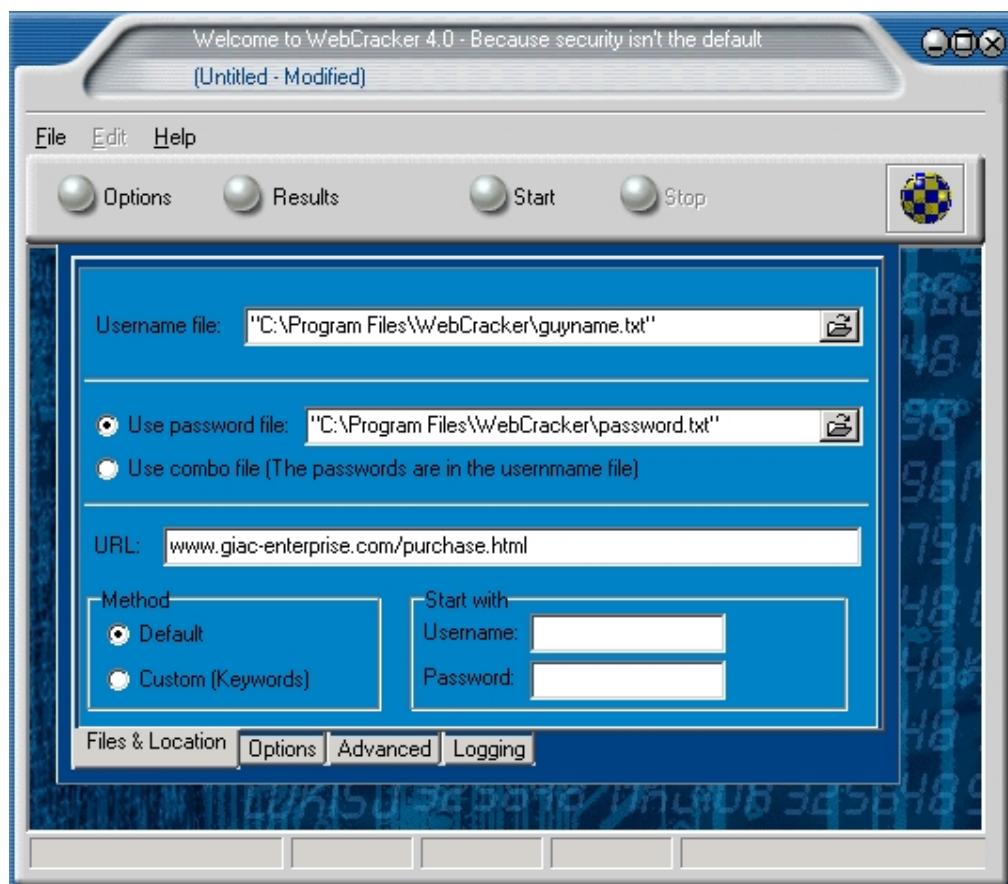 Welcome to WebCracker 4.0 - Because security isn't the default
(Untitled - Modified)
File Edit Help
Options Results Start Stop
Username file: "C:\Program Files\WebCracker\guyname.txt"
Use password file: "C:\Program Files\WebCracker\password.txt"
Use combo file (The passwords are in the usernmame file)
URL: www.giac-enterprise.com/purchase.html
Method
Default
Custom (Keywords)
Start with
Username:
Password:
Files & Location Options Advanced Logging